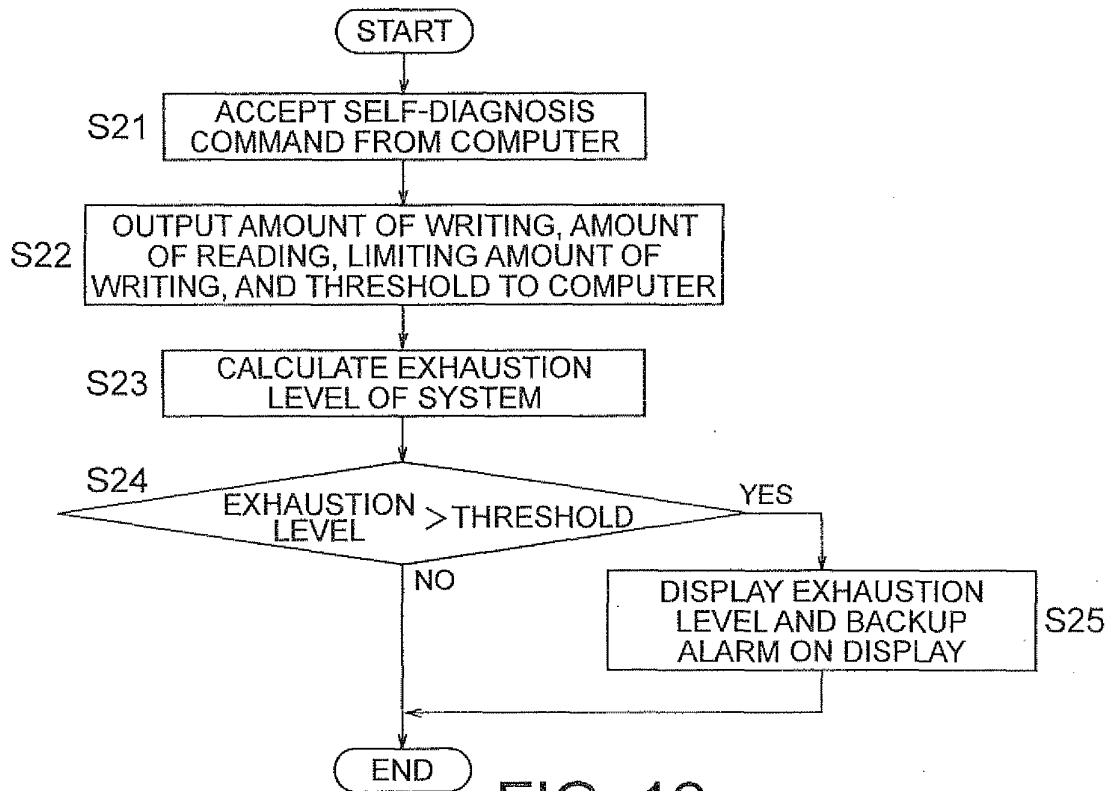 START
S21
ACCEPT SELF-DIAGNOSIS
COMMAND FROM COMPUTER
S22
OUTPUT AMOUNT OF WRITING, AMOUNT
OF READING, LIMITING AMOUNT OF
WRITING, AND THRESHOLD TO COMPUTER
S23
CALCULATE EXHAUSTION
LEVEL OF SYSTEM
S24
EXHAUSTION
LEVEL > THRESHOLD
YES
NO
DISPLAY EXHAUSTION
LEVEL AND BACKUP
ALARM ON DISPLAY
S25
END
FIG.